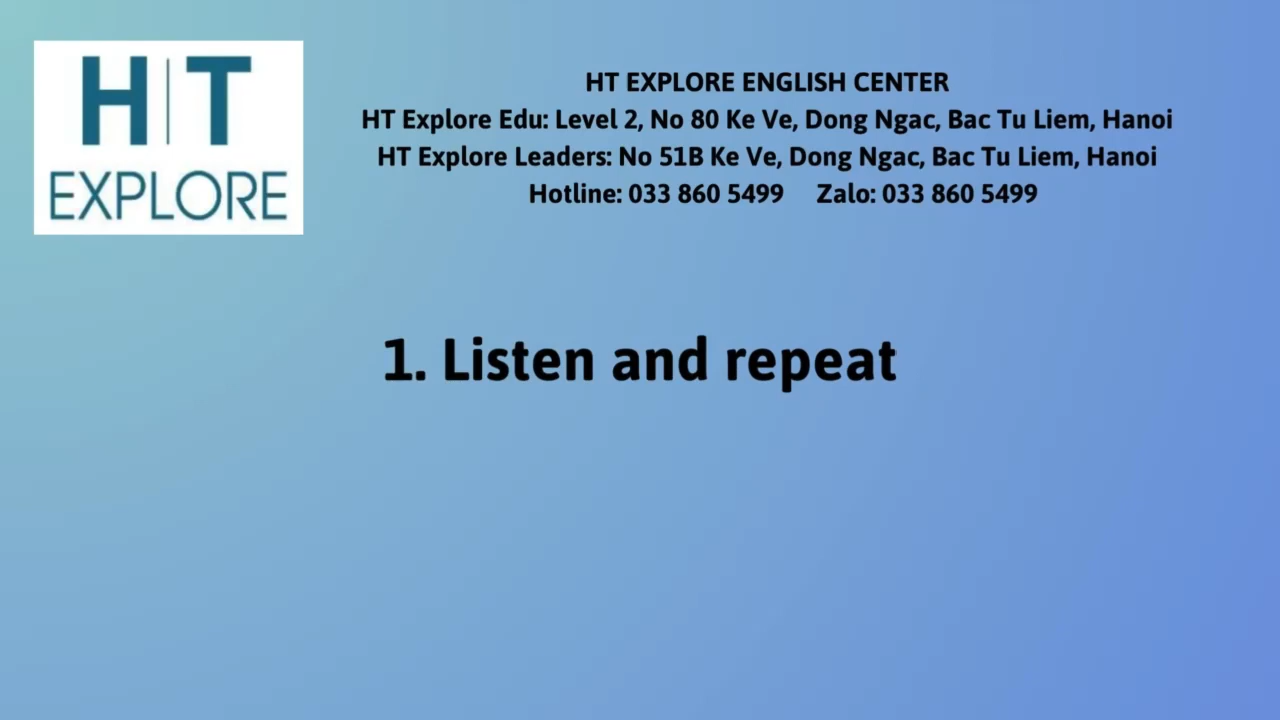 H|T
EXPLORE
HT EXPLORE ENGLISH CENTER
HT Explore Edu: Level 2, No 80 Ke Ve, Dong Ngac, Bac Tu Liem, Hanoi
HT Explore Leaders: No 51B Ke Ve, Dong Ngac, Bac Tu Liem, Hanoi
Hotline: 033 860 5499 Zalo: 033 860 5499
1. Listen and repeat